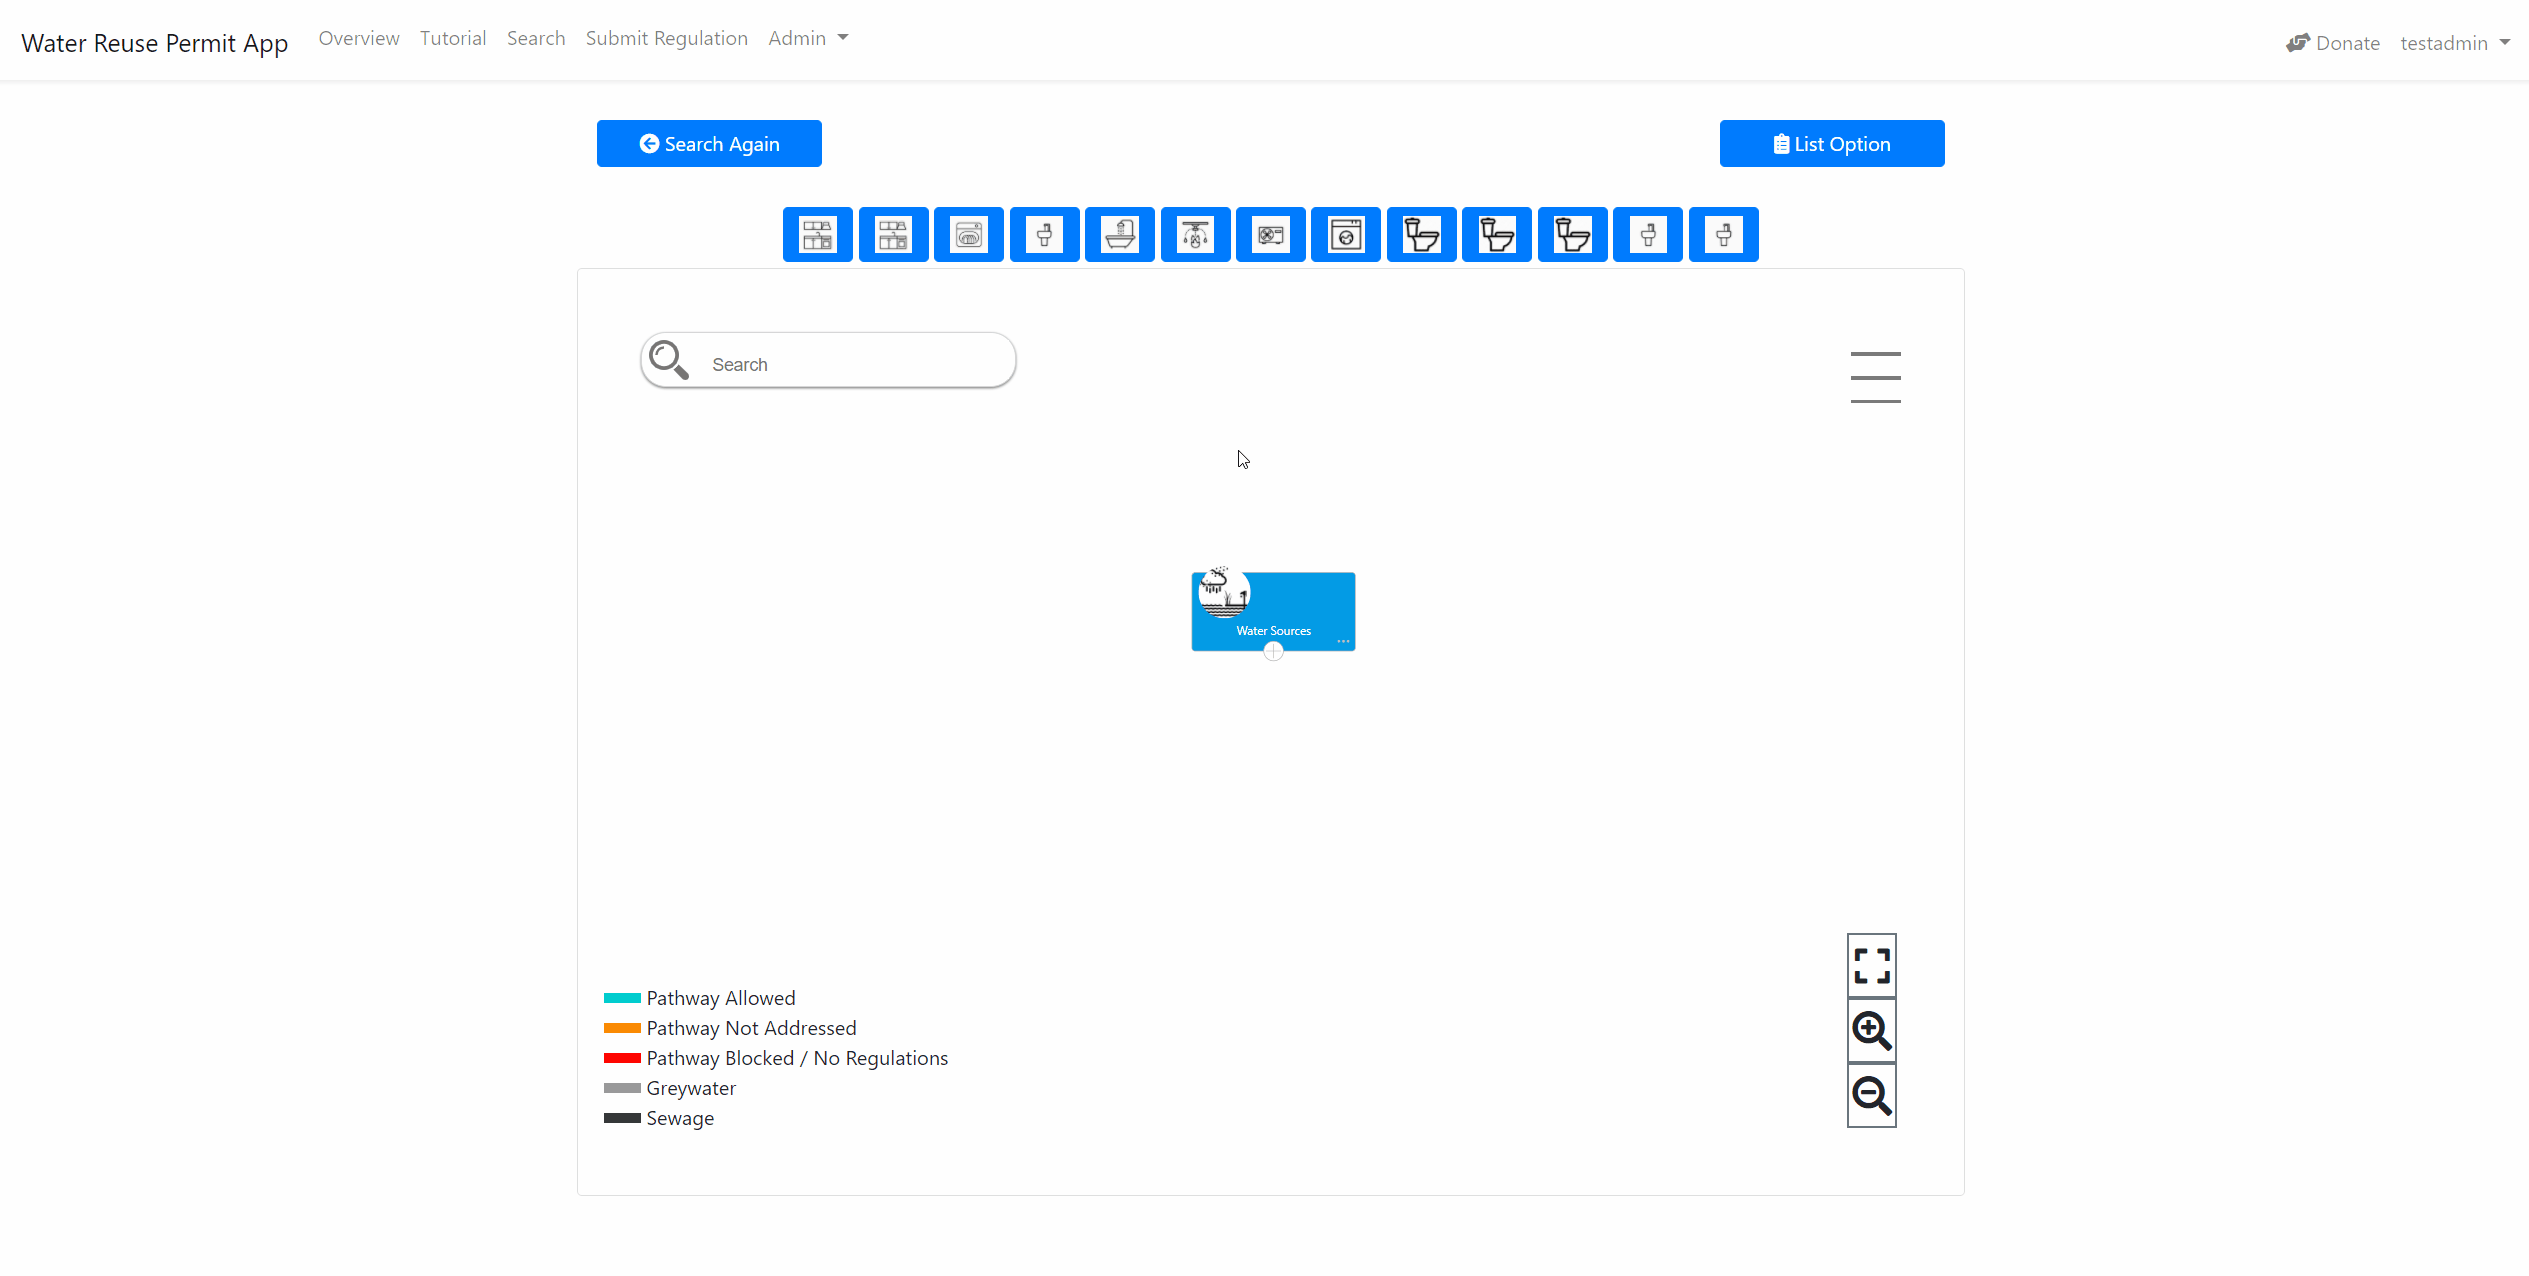 Water Reuse Permit App Overview Tutorial Search Submit Regulation Admin Donate testadmin
Search Again List Option
Search
Water Sources
Pathway Allowed
Pathway Not Addressed
Pathway Blocked / No Regulations
Greywater
Sewage